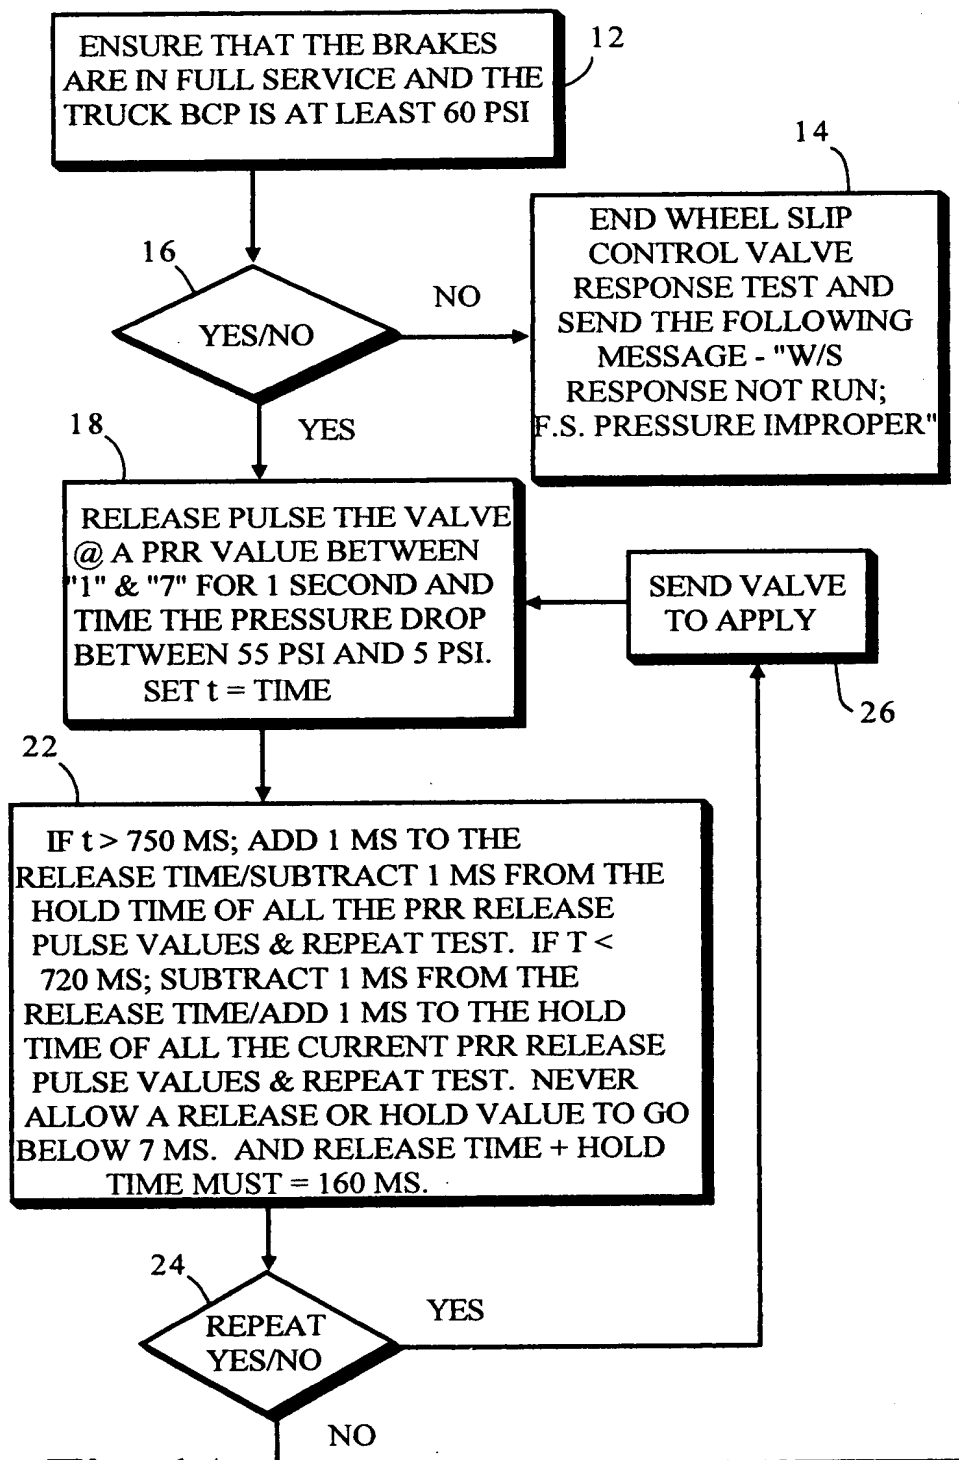 ENSURE THAT THE BRAKES
ARE IN FULL SERVICE AND THE
TRUCK BCP IS AT LEAST 60 PSI
12
14
END WHEEL SLIP
CONTROL VALVE
RESPONSE TEST AND
SEND THE FOLLOWING
MESSAGE - "W/S
RESPONSE NOT RUN;
F.S. PRESSURE IMPROPER"
16
YES/NO
NO
YES
18
RELEASE PULSE THE VALVE
@ A PRR VALUE BETWEEN
"1" & "7" FOR 1 SECOND AND
TIME THE PRESSURE DROP
BETWEEN 55 PSI AND 5 PSI.
SET t = TIME
SEND VALVE
TO APPLY
26
22
IF t > 750 MS; ADD 1 MS TO THE
RELEASE TIME/SUBTRACT 1 MS FROM THE
HOLD TIME OF ALL THE PRR RELEASE
PULSE VALUES & REPEAT TEST. IF T <
720 MS; SUBTRACT 1 MS FROM THE
RELEASE TIME/ADD 1 MS TO THE HOLD
TIME OF ALL THE CURRENT PRR RELEASE
PULSE VALUES & REPEAT TEST. NEVER
ALLOW A RELEASE OR HOLD VALUE TO GO
BELOW 7 MS. AND RELEASE TIME + HOLD
TIME MUST = 160 MS.
24
REPEAT
YES/NO
YES
NO